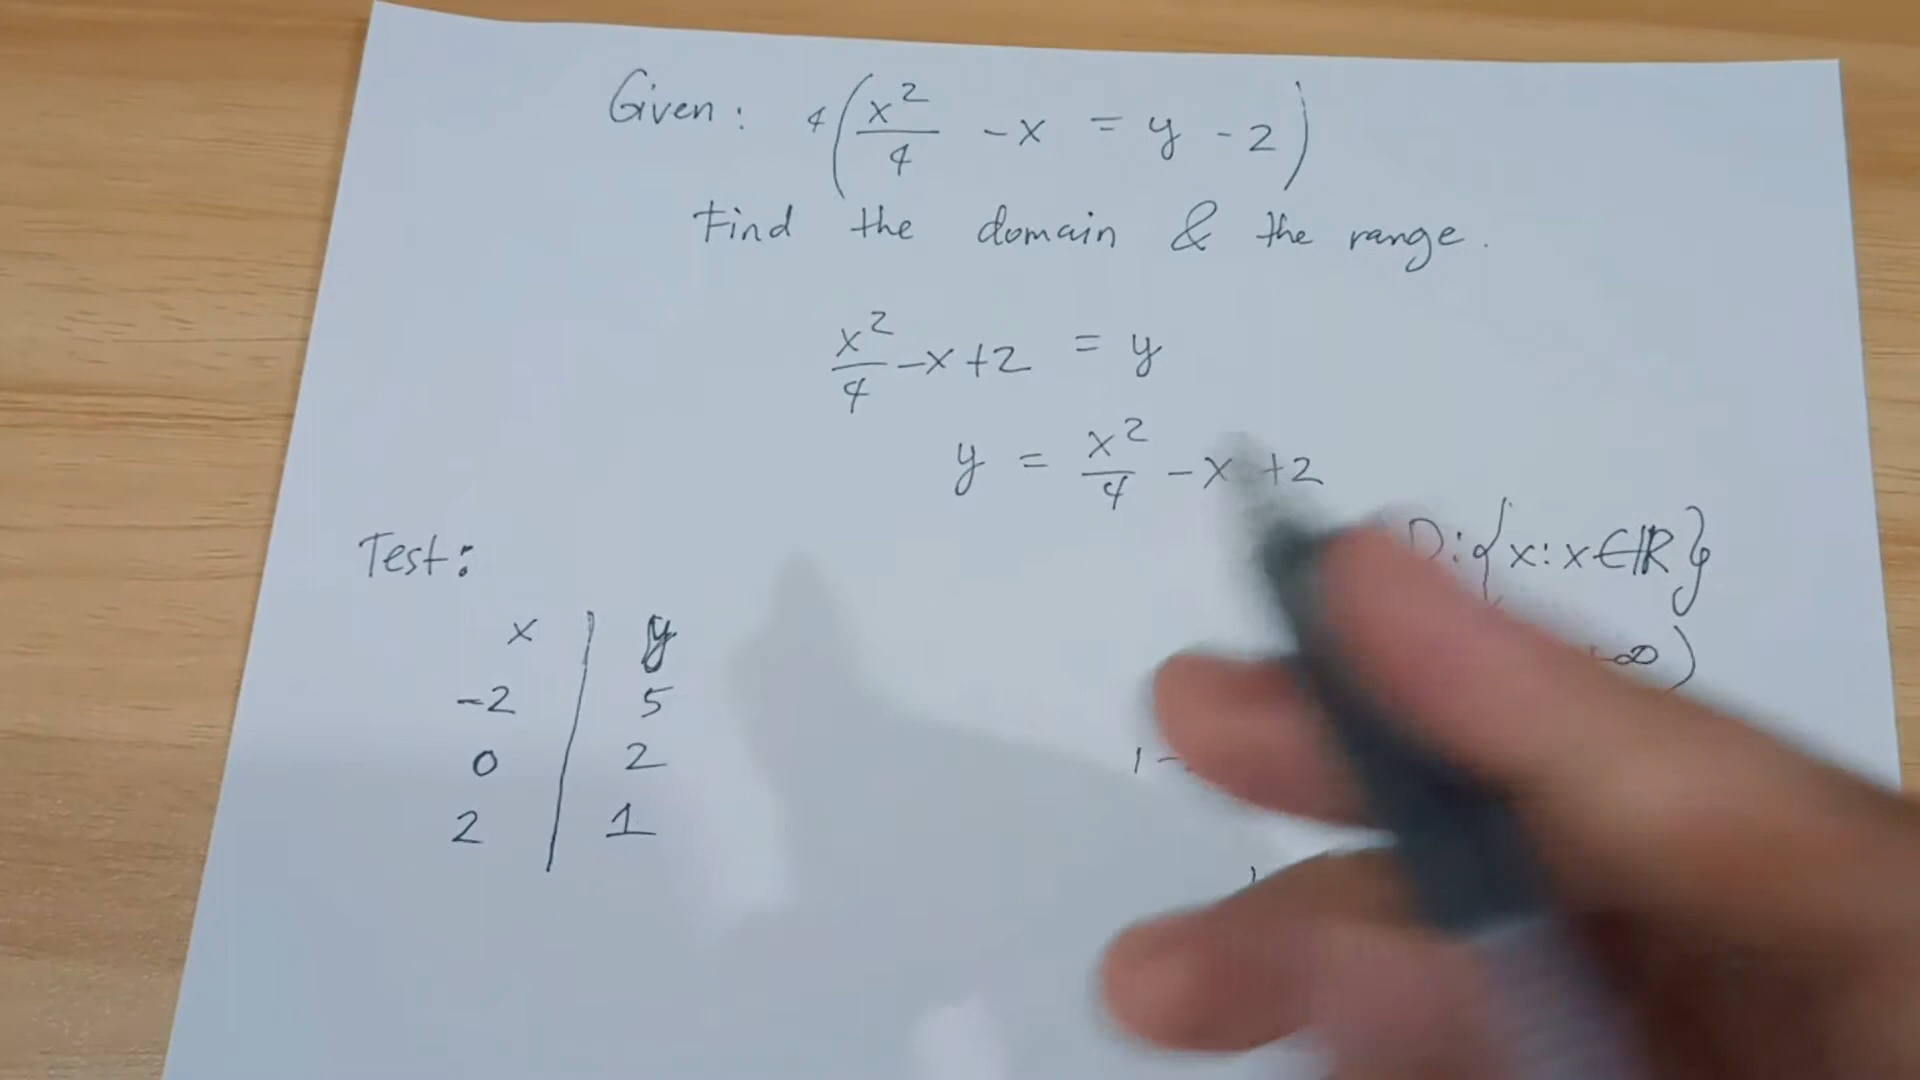 Given: 4(x²/4 - x = y - 2)
Find the domain & the range.
x²/4 - x + 2 = y
y = x²/4 - x + 2
D:{x: x∈ℝ}
∞)
Test:
x | y
-2 | 5
0 | 2
2 | 1
1 -